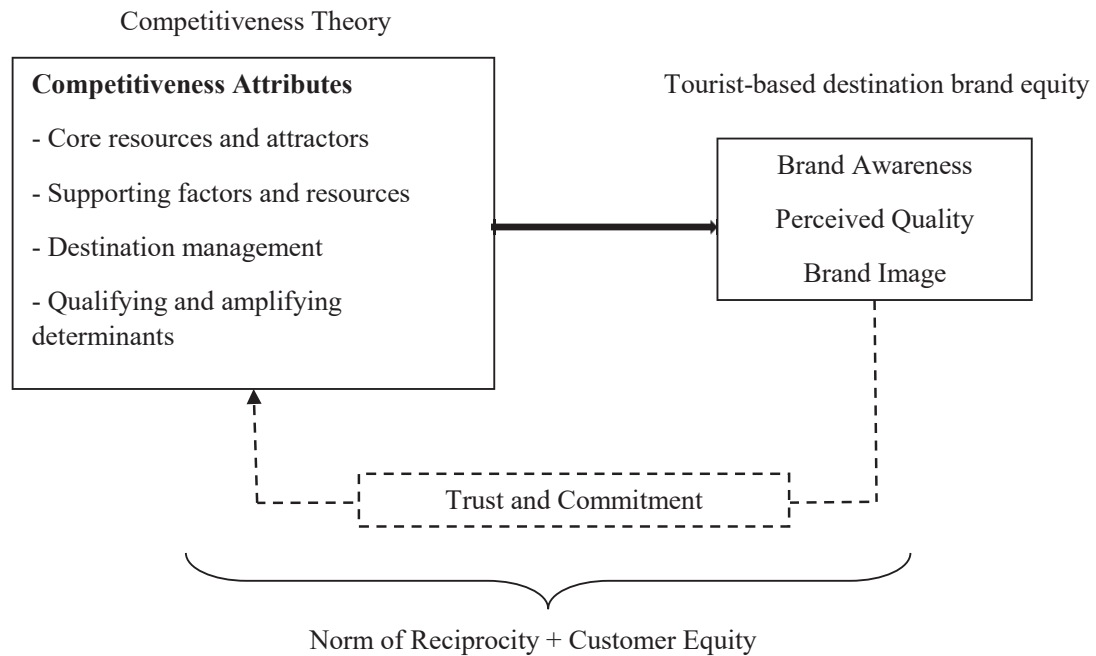 Competitiveness Theory
Competitiveness Attributes
- Core resources and attractors
- Supporting factors and resources
- Destination management
- Qualifying and amplifying
determinants
Tourist-based destination brand equity
Brand Awareness
Perceived Quality
Brand Image
Trust and Commitment
Norm of Reciprocity + Customer Equity